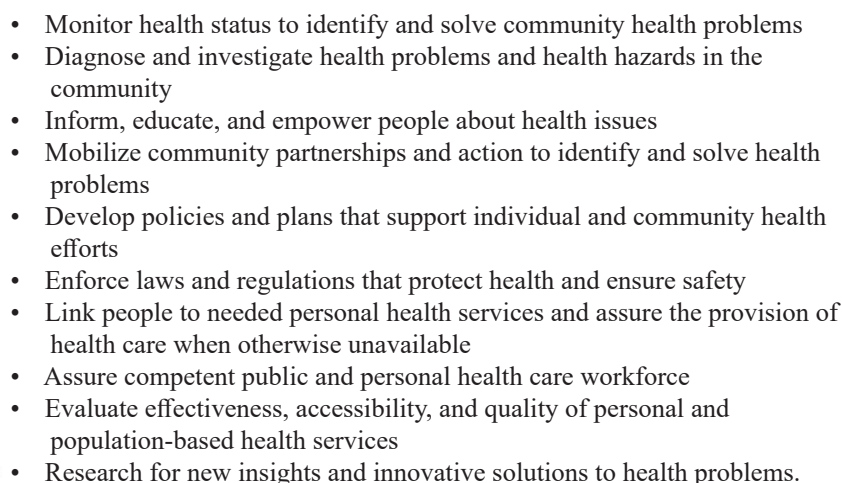 • Monitor health status to identify and solve community health problems
• Diagnose and investigate health problems and health hazards in the
community
• Inform, educate, and empower people about health issues
• Mobilize community partnerships and action to identify and solve health
problems
• Develop policies and plans that support individual and community health
efforts
• Enforce laws and regulations that protect health and ensure safety
• Link people to needed personal health services and assure the provision of
health care when otherwise unavailable
• Assure competent public and personal health care workforce
• Evaluate effectiveness, accessibility, and quality of personal and
population-based health services
• Research for new insights and innovative solutions to health problems.